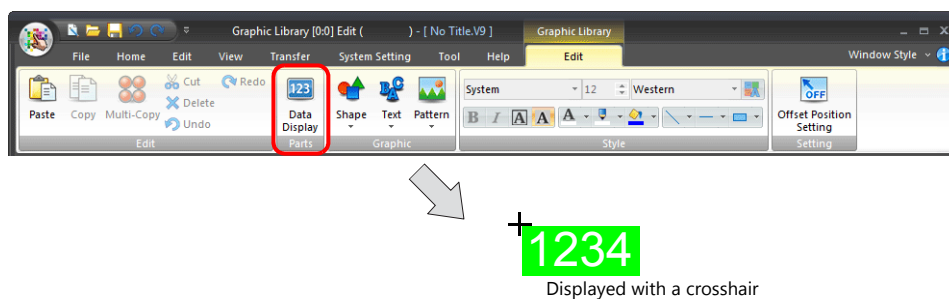 Graphic Library [0:0] Edit ( ) - [ No Title.V9 ] Graphic Library
File Home Edit View Transfer System Setting Tool Help Edit Window Style
Cut Redo 123 OFF
System 12 Western
Paste Copy Multi-Copy Delete Data Display Shape Text Pattern B I A A A Offset Position Setting
Undo
Edit Parts Graphic Style Setting
1234
Displayed with a crosshair